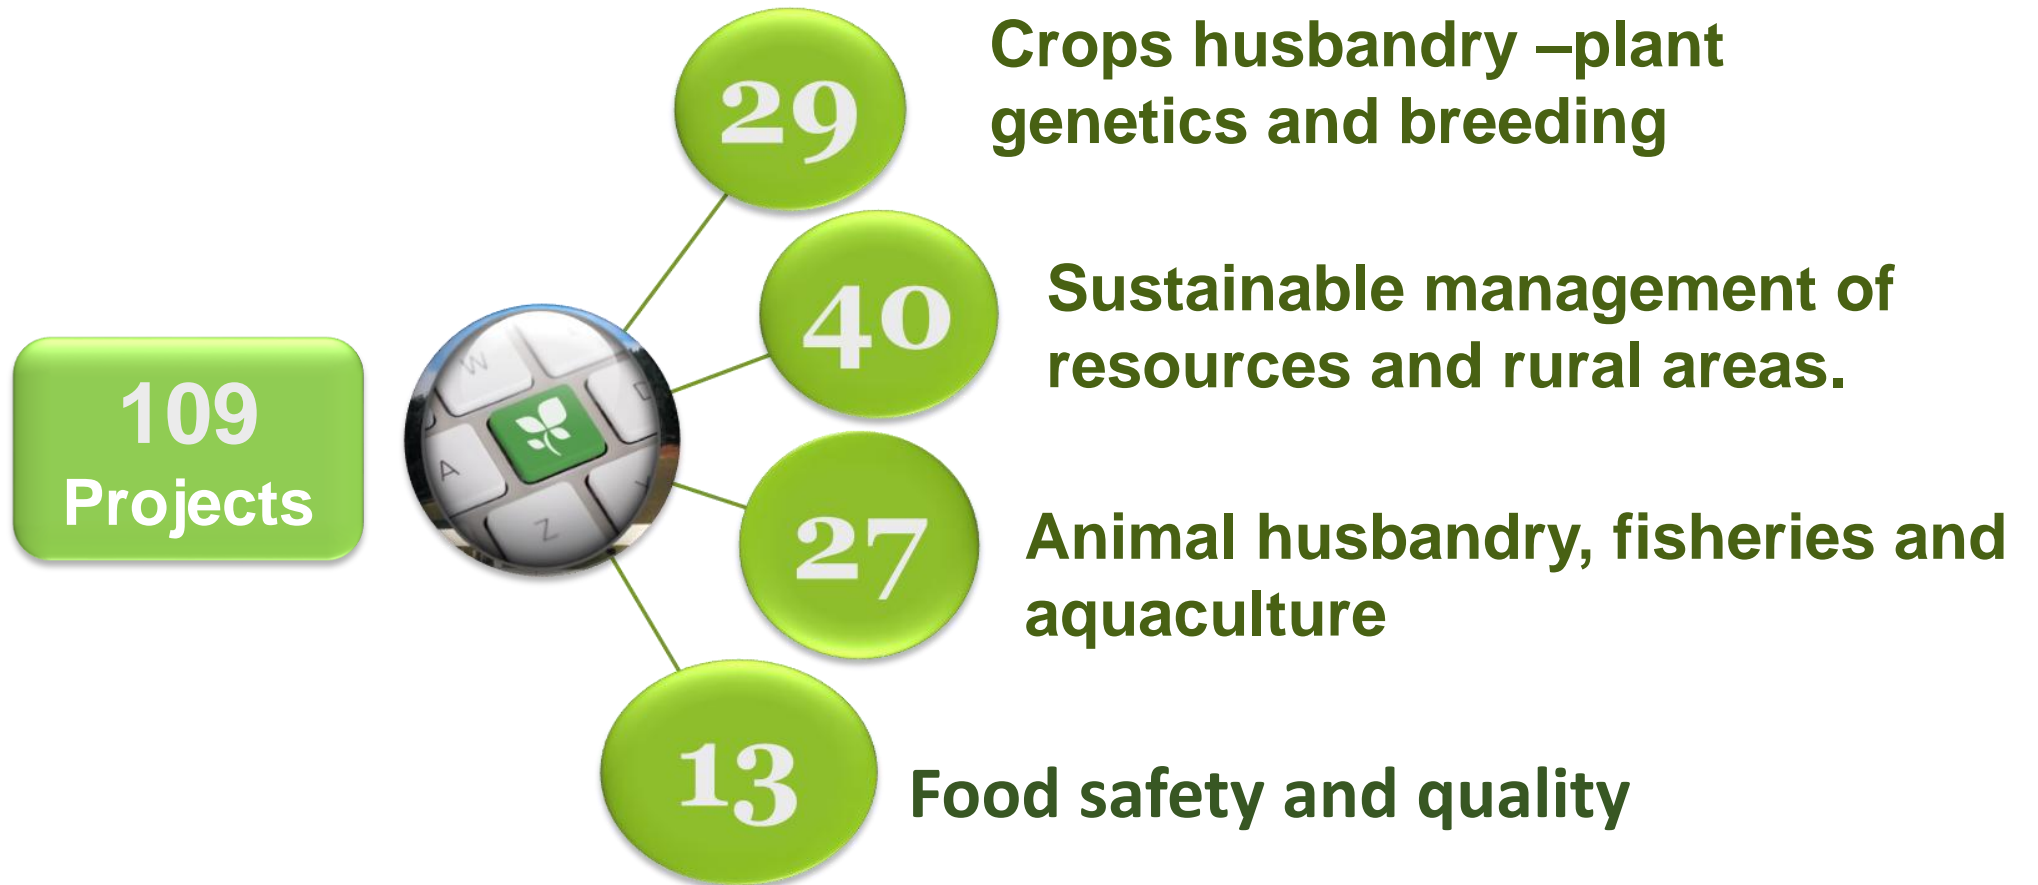 109
Projects
W
A
Z
29
Crops husbandry –plant
genetics and breeding
40
Sustainable management of
resources and rural areas.
27
Animal husbandry, fisheries and
aquaculture
13
Food safety and quality